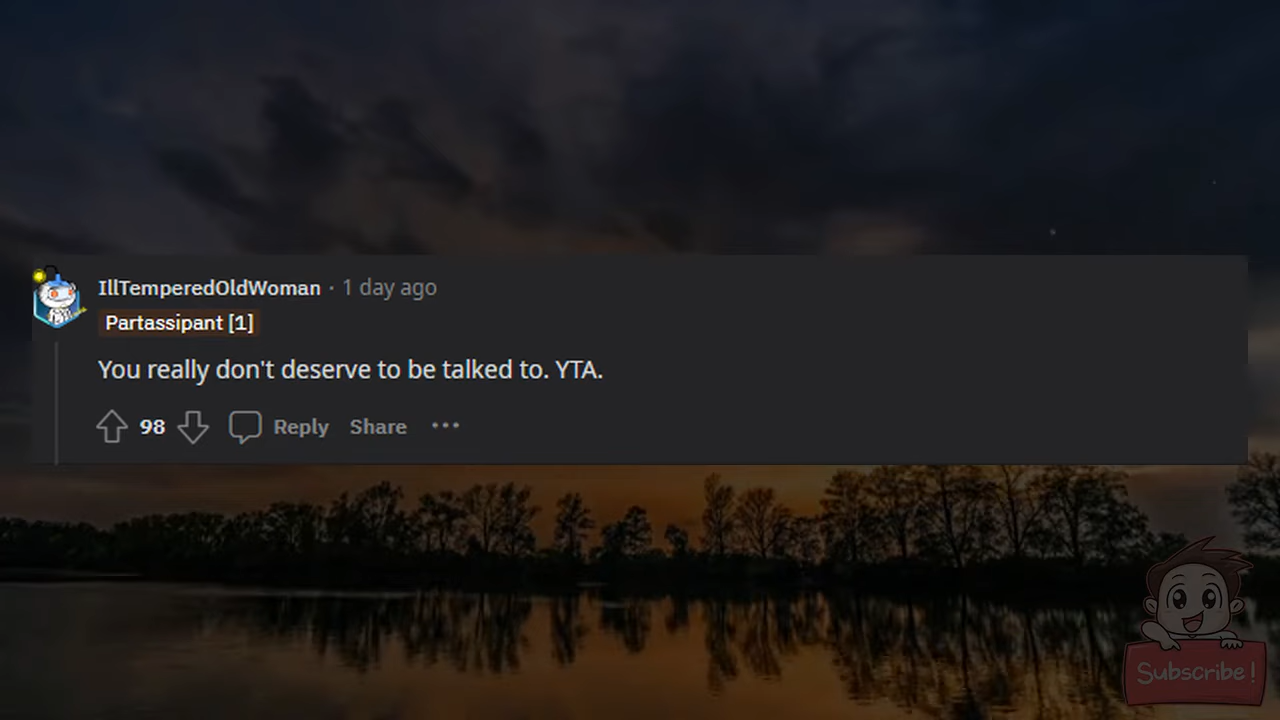 IllTemperedOldWoman · 1 day ago
Partassipant [1]
You really don't deserve to be talked to. YTA.
98 Reply Share ···
Subscribe!